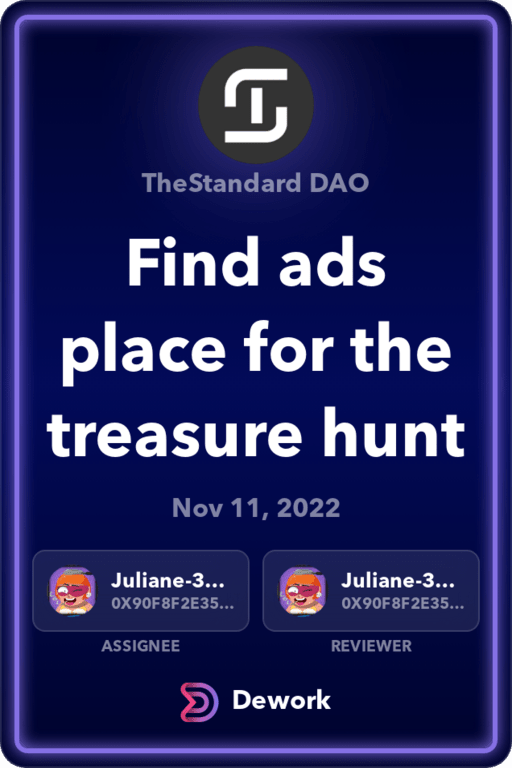 TheStandard DAO
Find ads
place for the
treasure hunt
Nov 11, 2022
Juliane-3...
0X90F8F2E35...
ASSIGNEE
Juliane-3...
0X90F8F2E35...
REVIEWER
Dework